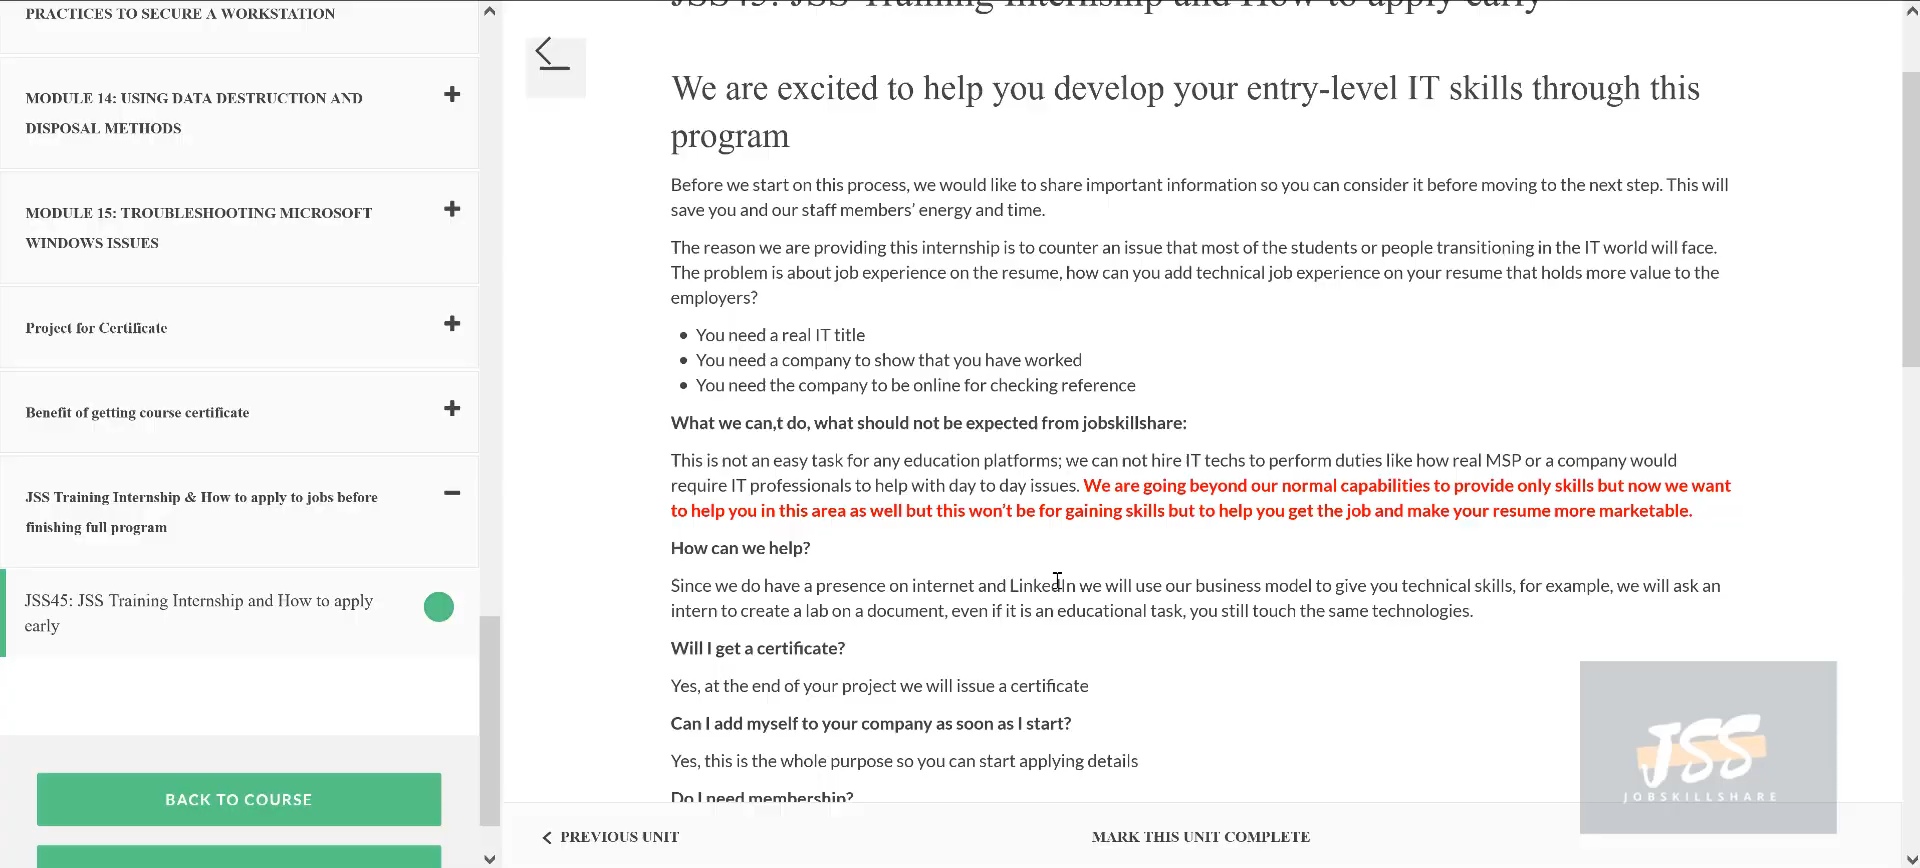 PRACTICES TO SECURE A WORKSTATION
MODULE 14: USING DATA DESTRUCTION AND
DISPOSAL METHODS
MODULE 15: TROUBLESHOOTING MICROSOFT
WINDOWS ISSUES
Project for Certificate
Benefit of getting course certificate
JSS Training Internship & How to apply to jobs before
finishing full program
JSS45: JSS Training Internship and How to apply
early
BACK TO COURSE
JSS45: JSS Training Internship and How to apply early
We are excited to help you develop your entry-level IT skills through this
program
Before we start on this process, we would like to share important information so you can consider it before moving to the next step. This will
save you and our staff members’ energy and time.
The reason we are providing this internship is to counter an issue that most of the students or people transitioning in the IT world will face.
The problem is about job experience on the resume, how can you add technical job experience on your resume that holds more value to the
employers?
• You need a real IT title
• You need a company to show that you have worked
• You need the company to be online for checking reference
What we can,t do, what should not be expected from jobskillshare:
This is not an easy task for any education platforms; we can not hire IT techs to perform duties like how real MSP or a company would
require IT professionals to help with day to day issues. We are going beyond our normal capabilities to provide only skills but now we want
to help you in this area as well but this won’t be for gaining skills but to help you get the job and make your resume more marketable.
How can we help?
Since we do have a presence on internet and LinkedIn we will use our business model to give you technical skills, for example, we will ask an
intern to create a lab on a document, even if it is an educational task, you still touch the same technologies.
Will I get a certificate?
Yes, at the end of your project we will issue a certificate
Can I add myself to your company as soon as I start?
Yes, this is the whole purpose so you can start applying details
Do I need membership?
PREVIOUS UNIT
MARK THIS UNIT COMPLETE
JSS
JOBSKILLSHARE